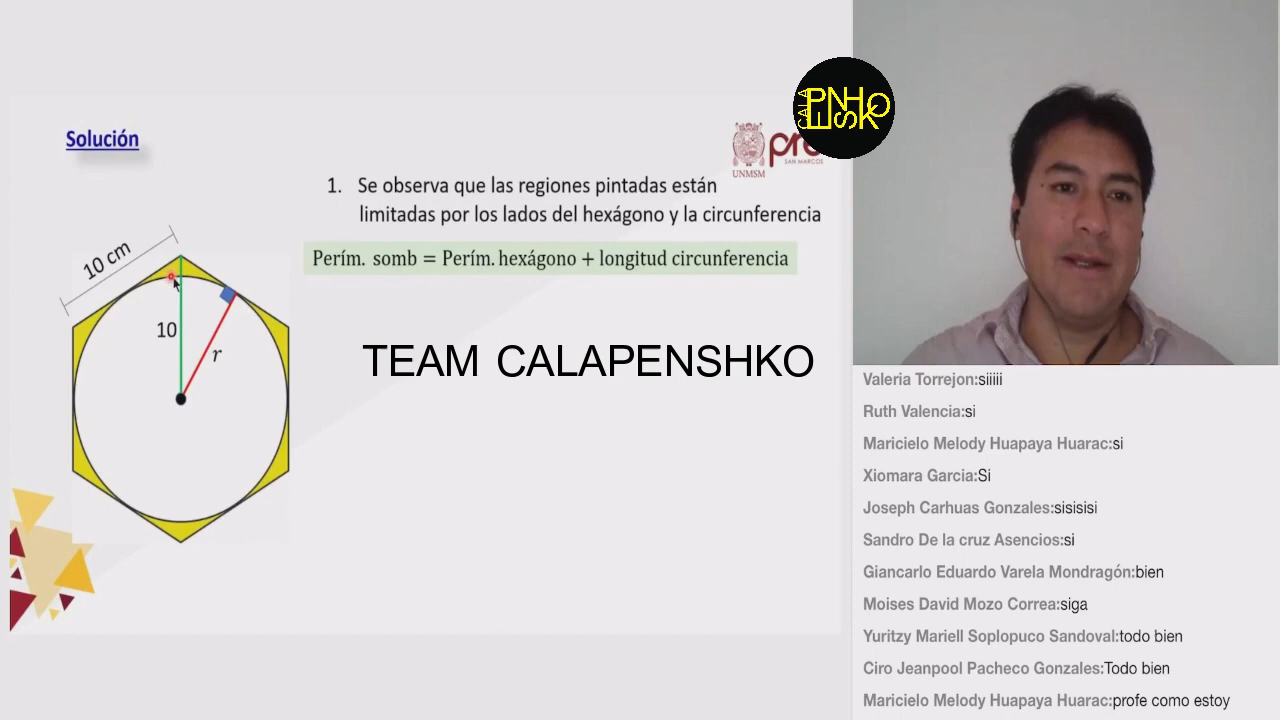 Solución
pre
SAN MARCOS
UNMSM
CALA
PENSHKO
1. Se observa que las regiones pintadas están
limitadas por los lados del hexágono y la circunferencia
Perím. somb = Perím. hexágono + longitud circunferencia
10 cm
10
r
TEAM CALAPENSHKO
Valeria Torrejon:siiiii
Ruth Valencia:si
Maricielo Melody Huapaya Huarac:si
Xiomara Garcia:Si
Joseph Carhuas Gonzales:sisisisi
Sandro De la cruz Asencios:si
Giancarlo Eduardo Varela Mondragón:bien
Moises David Mozo Correa:siga
Yuritzy Mariell Soplopuco Sandoval:todo bien
Ciro Jeanpool Pacheco Gonzales:Todo bien
Maricielo Melody Huapaya Huarac:profe como estoy